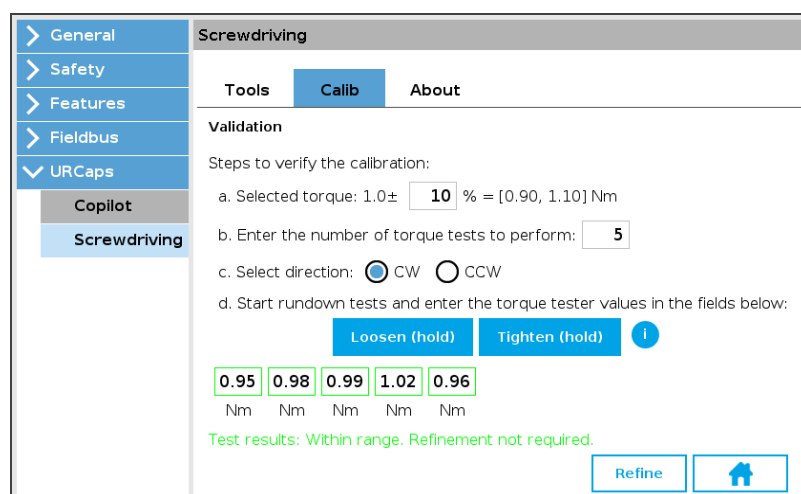 General
Safety
Features
Fieldbus
URCaps
Copilot
Screwdriving
Screwdriving
Tools Calib About
Validation
Steps to verify the calibration:
a. Selected torque: 1.0± 10 % = [0.90, 1.10] Nm
b. Enter the number of torque tests to perform: 5
c. Select direction: CW CCW
d. Start rundown tests and enter the torque tester values in the fields below:
Loosen (hold) Tighten (hold) i
0.95 0.98 0.99 1.02 0.96
Nm Nm Nm Nm Nm
Test results: Within range. Refinement not required.
Refine